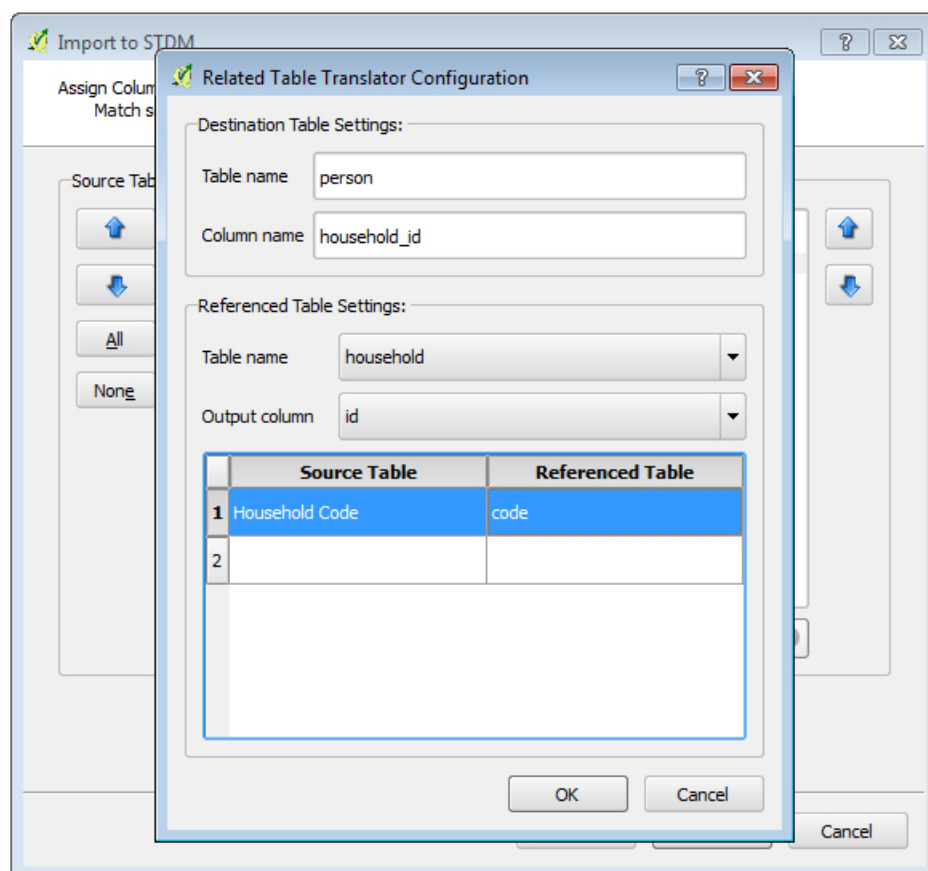 Import to STDM
Related Table Translator Configuration
Assign Colum
Match s
Destination Table Settings:
Table name person
Column name household_id
Source Tab
All
None
Referenced Table Settings:
Table name household
Output column id
Source Table Referenced Table
1 Household Code code
2
OK Cancel
Cancel